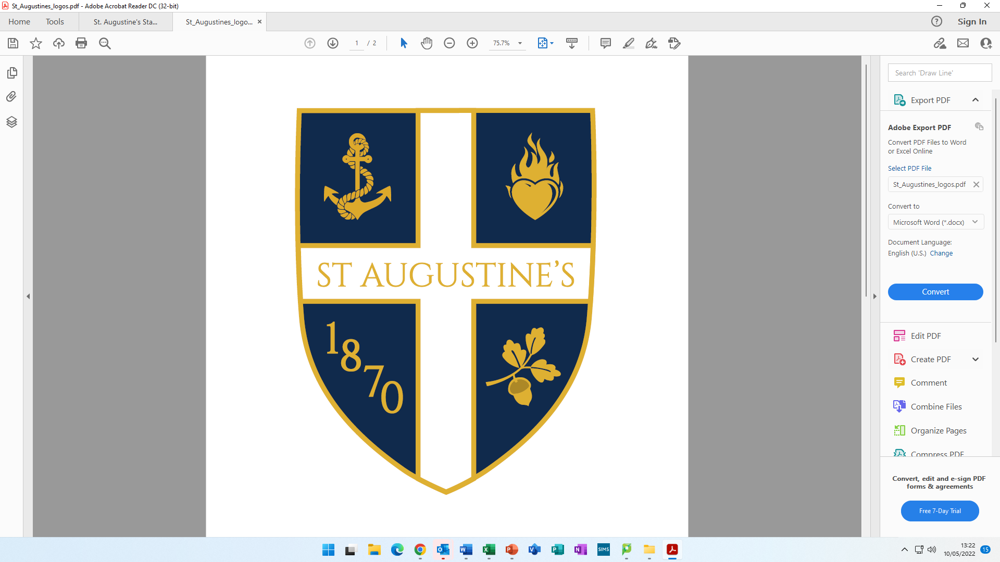 St_Augustines_logos.pdf - Adobe Acrobat Reader DC (32-bit)
Home Tools St. Augustine's Sta... St_Augustines_logo... Sign In
1 / 2 75.7%
Search 'Draw Line'
Export PDF
Adobe Export PDF
Convert PDF Files to Word
or Excel Online
Select PDF File
St_Augustines_logos.pdf
Convert to
Microsoft Word (*.docx)
Document Language:
English (U.S.) Change
Convert
Edit PDF
Create PDF
Comment
Combine Files
Organize Pages
Compress PDF
Convert, edit and e-sign PDF
forms & agreements
Free 7-Day Trial
ST AUGUSTINE'S
1870
SIMS
13:22
10/05/2022
15